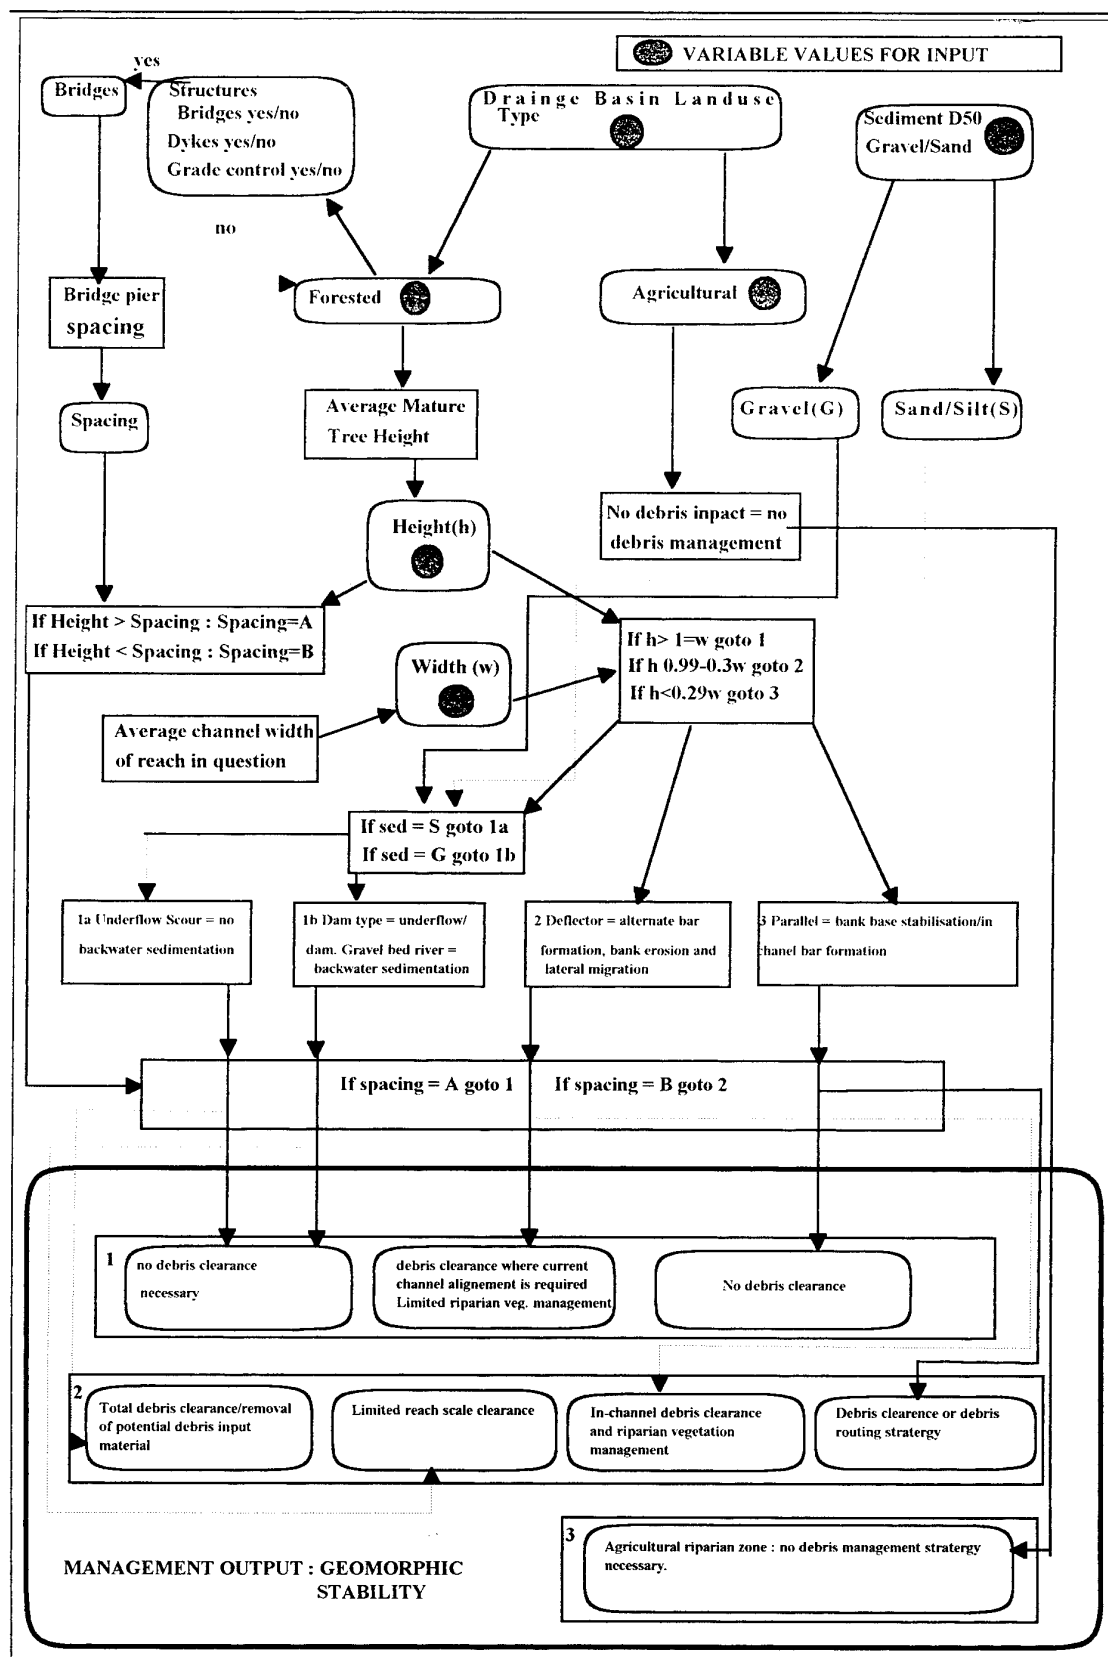 VARIABLE VALUES FOR INPUT
yes
Bridges
Structures
Bridges yes/no
Dykes yes/no
Grade control yes/no
Drainge Basin Landuse
Type
Sediment D50
Gravel/Sand
no
Bridge pier
spacing
Forested
Agricultural
Spacing
Average Mature
Tree Height
Gravel(G)
Sand/Silt(S)
Height(h)
No debris inpact = no
debris management
If Height > Spacing : Spacing=A
If Height < Spacing : Spacing=B
Width (w)
If h> 1=w goto 1
If h 0.99-0.3w goto 2
If h<0.29w goto 3
Average channel width
of reach in question
If sed = S goto 1a
If sed = G goto 1b
1a Underflow Scour = no
backwater sedimentation
1b Dam type = underflow/
dam. Gravel bed river =
backwater sedimentation
2 Deflector = alternate bar
formation, bank erosion and
lateral migration
3 Parallel = bank base stabilisation/in
chanel bar formation
If spacing = A goto 1 If spacing = B goto 2
1
no debris clearance
necessary
debris clearance where current
channel alignement is required
Limited riparian veg. management
No debris clearance
2
Total debris clearance/removal
of potential debris input
material
Limited reach scale clearance
In-channel debris clearance
and riparian vegetation
management
Debris clearence or debris
routing stratergy
3
Agricultural riparian zone : no debris management stratergy
necessary.
MANAGEMENT OUTPUT : GEOMORPHIC
STABILITY